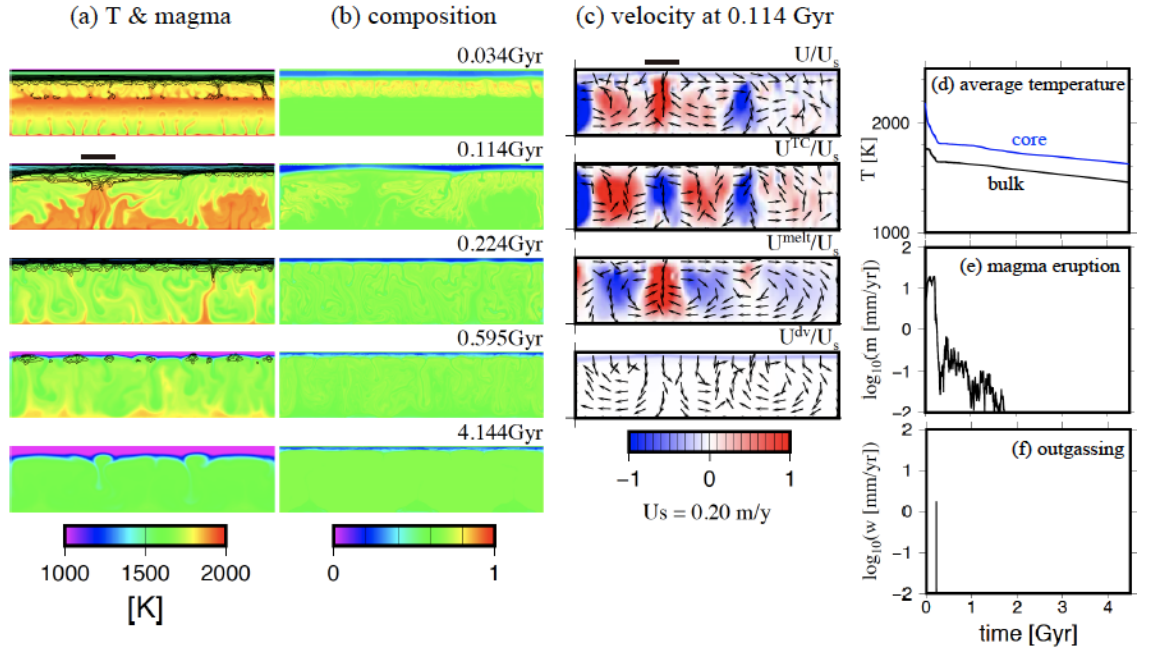 (a) T & magma
(b) composition
(c) velocity at 0.114 Gyr
0.034Gyr
U/Us
0.114Gyr
U^TC/Us
0.224Gyr
U^melt/Us
0.595Gyr
U^dv/Us
4.144Gyr
1000 1500 2000
[K]
0 1
−1 0 1
Us = 0.20 m/y
(d) average temperature
2000
T [K]
core
bulk
1000
2
(e) magma eruption
1
0
−1
−2
log10(m [mm/yr])
2
(f) outgassing
1
0
−1
−2
log10(w [mm/yr])
0 1 2 3 4
time [Gyr]